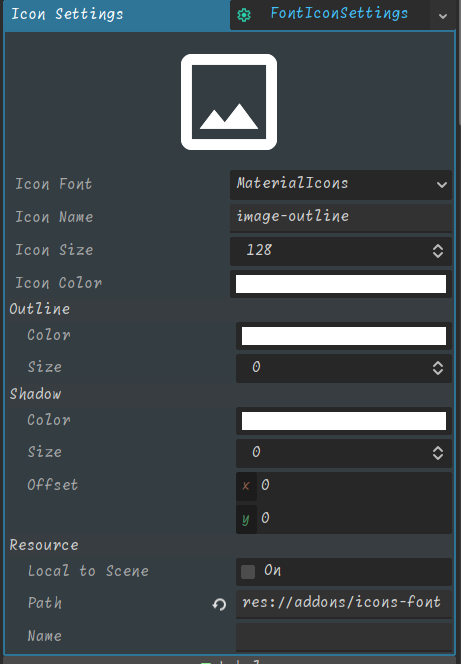 Icon Settings FontIconSettings
Icon Font MaterialIcons
Icon Name image-outline
Icon Size 128
Icon Color
Outline
Color
Size 0
Shadow
Color
Size 0
Offset x 0
y 0
Resource
Local to Scene On
Path res://addons/icons-font
Name